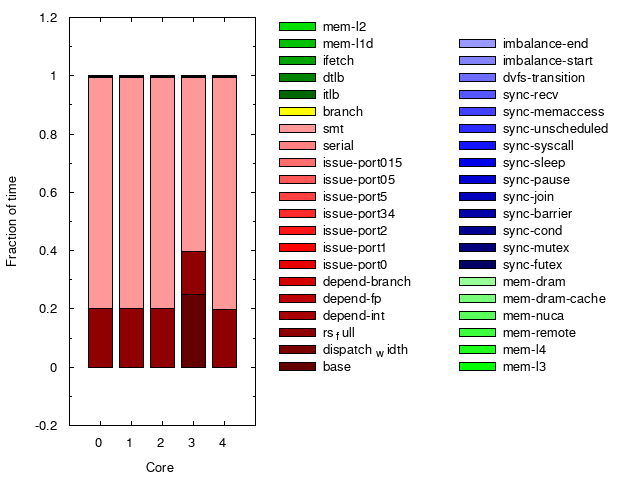 1.2
1
0.8
0.6
0.4
0.2
0
-0.2
Fraction of time
0 1 2 3 4
Core
mem-l2
mem-l1d
ifetch
dtlb
itlb
branch
smt
serial
issue-port015
issue-port05
issue-port5
issue-port34
issue-port2
issue-port1
issue-port0
depend-branch
depend-fp
depend-int
rs f ull
dispatch w idth
base
imbalance-end
imbalance-start
dvfs-transition
sync-recv
sync-memaccess
sync-unscheduled
sync-syscall
sync-sleep
sync-pause
sync-join
sync-barrier
sync-cond
sync-mutex
sync-futex
mem-dram
mem-dram-cache
mem-nuca
mem-remote
mem-l4
mem-l3